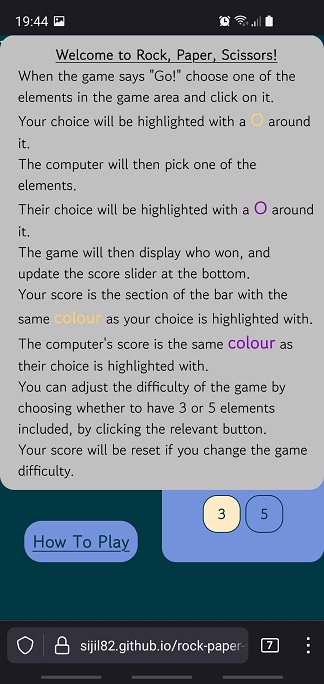 19:44
Welcome to Rock, Paper, Scissors!
When the game says "Go!" choose one of the
elements in the game area and click on it.
Your choice will be highlighted with a O around
it.
The computer will then pick one of the
elements.
Their choice will be highlighted with a O around
it.
The game will then display who won, and
update the score slider at the bottom.
Your score is the section of the bar with the
same colour as your choice is highlighted with.
The computer's score is the same colour as
their choice is highlighted with.
You can adjust the difficulty of the game by
choosing whether to have 3 or 5 elements
included, by clicking the relevant button.
Your score will be reset if you change the game
difficulty.
3 5
How To Play
sijil82.github.io/rock-paper- 7